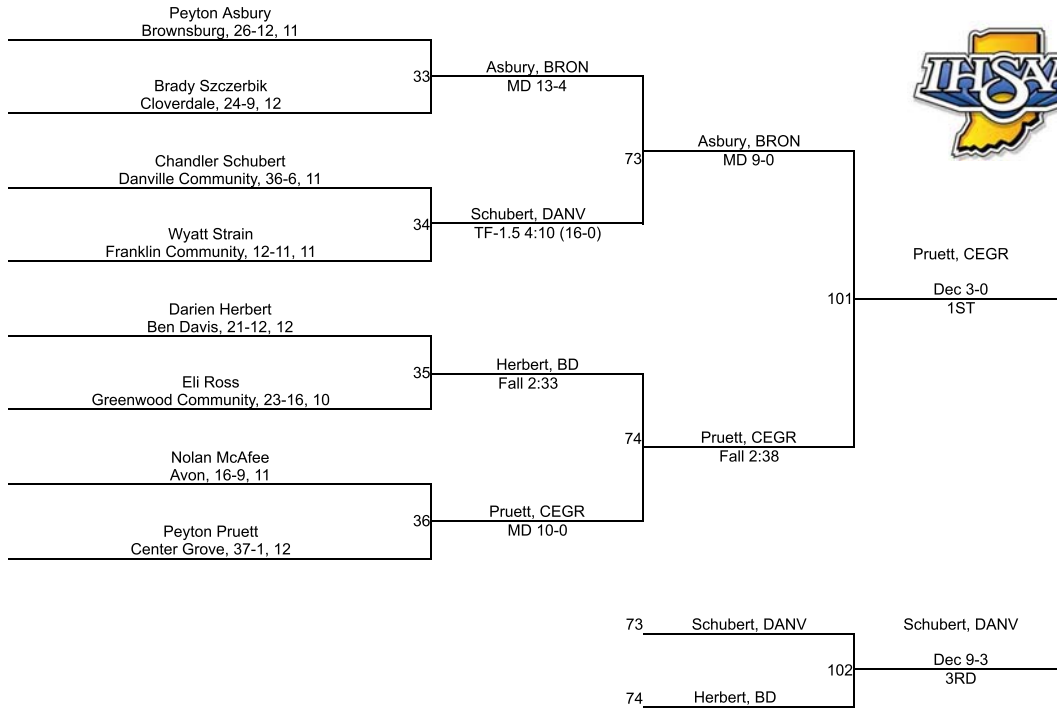 Peyton Asbury
Brownsburg, 26-12, 11
33
Brady Szczerbik
Cloverdale, 24-9, 12
Asbury, BRON
MD 13-4
Chandler Schubert
Danville Community, 36-6, 11
34
Wyatt Strain
Franklin Community, 12-11, 11
Schubert, DANV
TF-1.5 4:10 (16-0)
73
Asbury, BRON
MD 9-0
Darien Herbert
Ben Davis, 21-12, 12
35
Eli Ross
Greenwood Community, 23-16, 10
Herbert, BD
Fall 2:33
Nolan McAfee
Avon, 16-9, 11
36
Peyton Pruett
Center Grove, 37-1, 12
Pruett, CEGR
MD 10-0
74
Pruett, CEGR
Fall 2:38
101
IHSAA
Pruett, CEGR
Dec 3-0
1ST
73
Schubert, DANV
102
74
Herbert, BD
Schubert, DANV
Dec 9-3
3RD